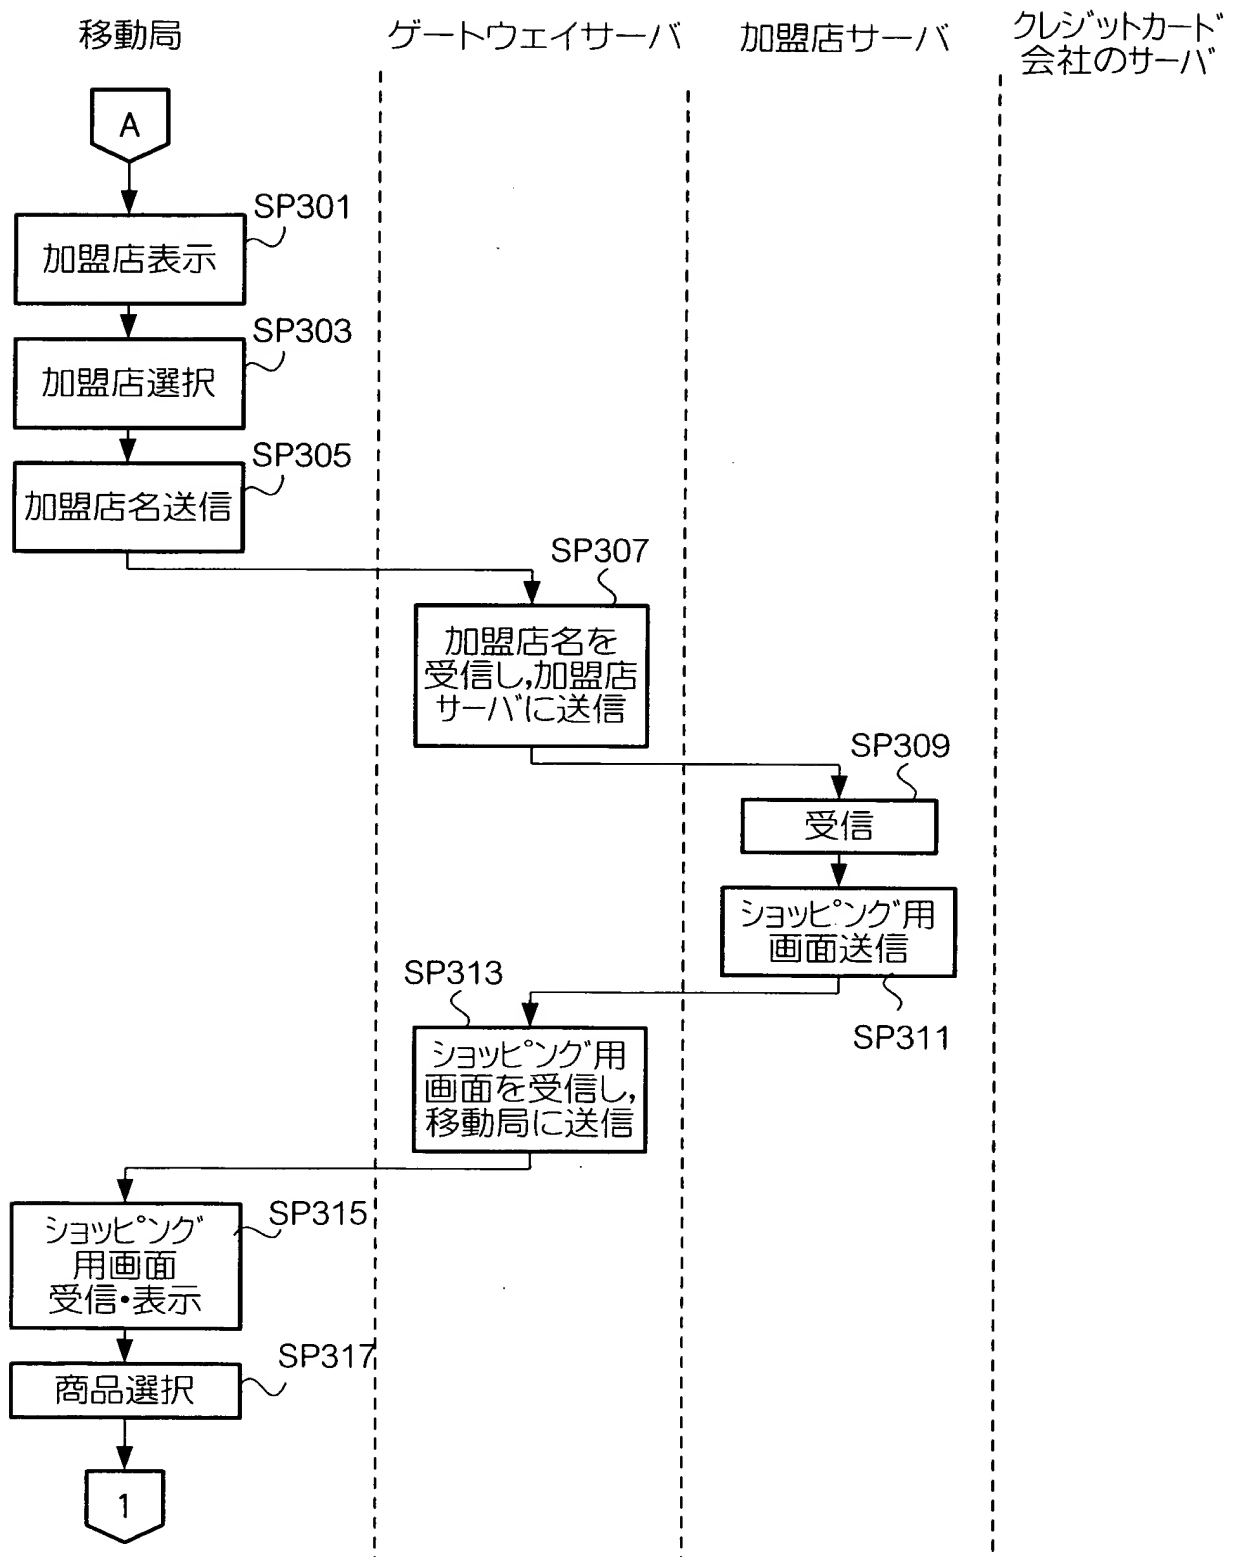 移動局
ゲートウェイサーバ
加盟店サーバ
クレジットカード
会社のサーバ
A
SP301
加盟店表示
SP303
加盟店選択
SP305
加盟店名送信
SP307
加盟店名を
受信し,加盟店
サーバに送信
SP309
受信
ショッピング用
画面送信
SP311
SP313
ショッピング用
画面を受信し,
移動局に送信
SP315
ショッピング
用画面
受信・表示
SP317
商品選択
1